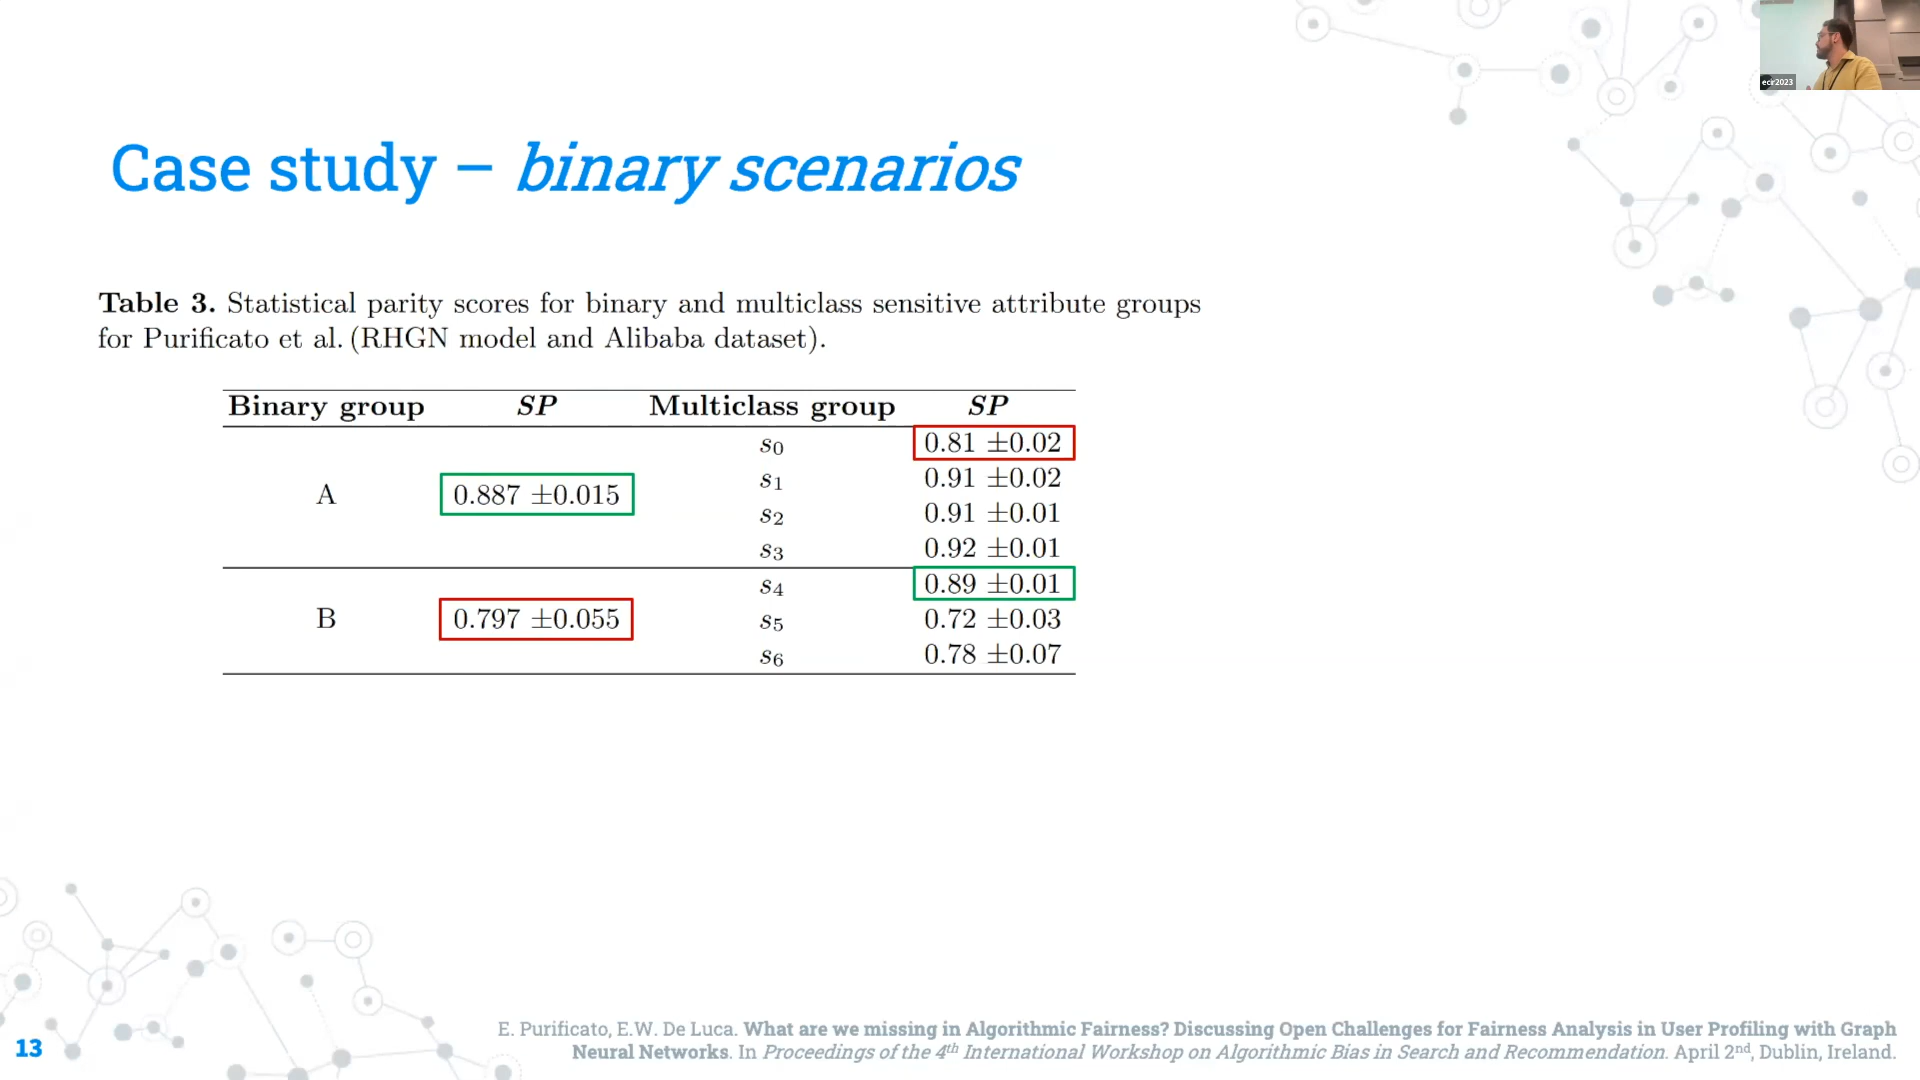 ecir2023
Case study – binary scenarios
Table 3. Statistical parity scores for binary and multiclass sensitive attribute groups
for Purificato et al. (RHGN model and Alibaba dataset).
Binary group SP Multiclass group SP
s0 0.81 ±0.02
s1 0.91 ±0.02
A 0.887 ±0.015
s2 0.91 ±0.01
s3 0.92 ±0.01
s4 0.89 ±0.01
B 0.797 ±0.055 s5 0.72 ±0.03
s6 0.78 ±0.07
E. Purificato, E.W. De Luca. What are we missing in Algorithmic Fairness? Discussing Open Challenges for Fairness Analysis in User Profiling with Graph
Neural Networks. In Proceedings of the 4th International Workshop on Algorithmic Bias in Search and Recommendation. April 2nd, Dublin, Ireland.
13